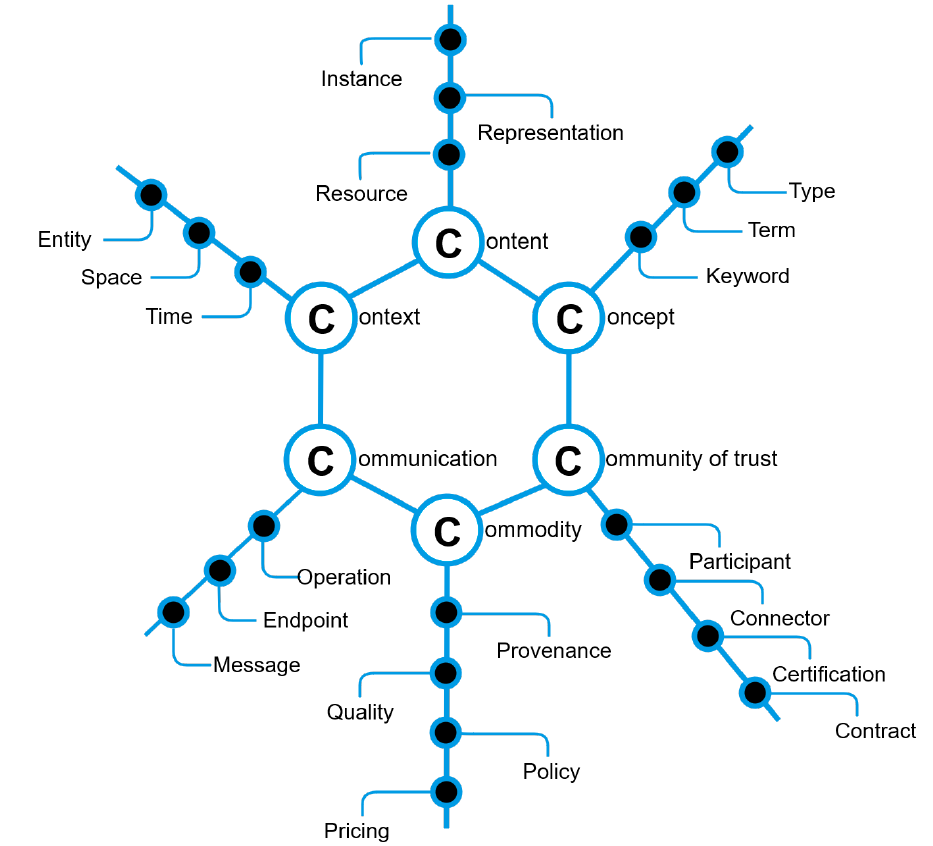 Instance
Representation
Resource
Content
Entity
Space
Time
Context
Type
Term
Keyword
Concept
Communication
Community of trust
Commodity
Operation
Endpoint
Message
Provenance
Quality
Policy
Pricing
Participant
Connector
Certification
Contract